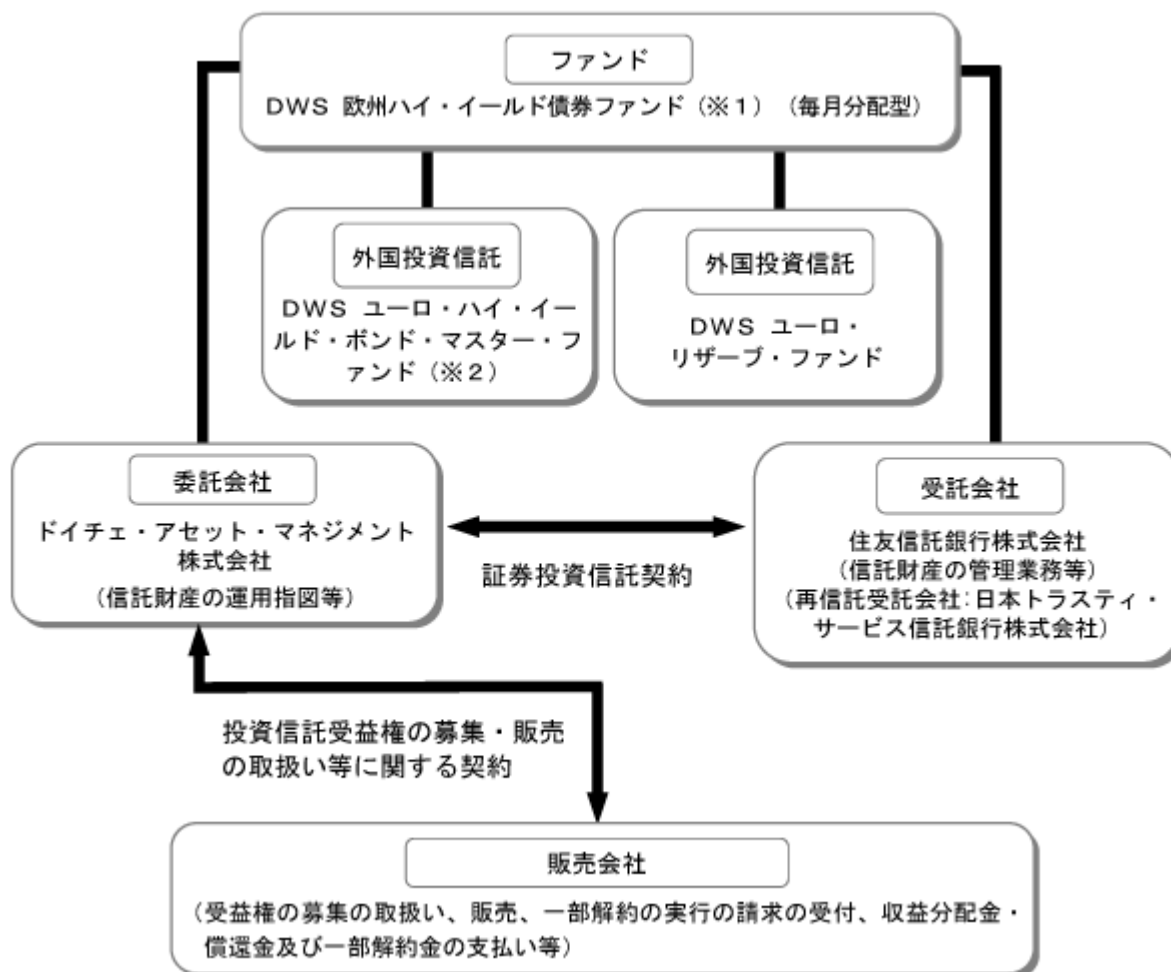 ファンド
DWS 欧州ハイ・イールド債券ファンド（※１）（毎月分配型）
外国投資信託
DWS ユーロ・ハイ・イー
ルド・ボンド・マスター・フ
ァンド（※２）
外国投資信託
DWS ユーロ・
リザーブ・ファンド
委託会社
ドイチェ・アセット・マネジメント
株式会社
（信託財産の運用指図等）
証券投資信託契約
受託会社
住友信託銀行株式会社
（信託財産の管理業務等）
（再信託受託会社：日本トラスティ・
サービス信託銀行株式会社）
投資信託受益権の募集・販売
の取扱い等に関する契約
販売会社
（受益権の募集の取扱い、販売、一部解約の実行の請求の受付、収益分配金・
償還金及び一部解約金の支払い等）